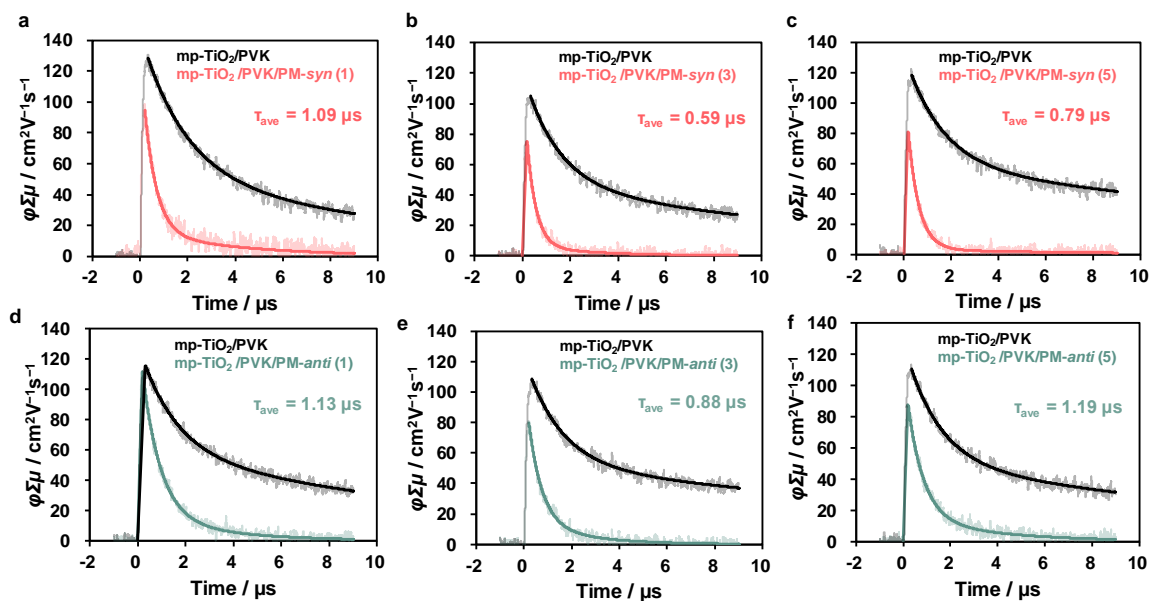 a
mp-TiO₂/PVK
mp-TiO₂ /PVK/PM-syn (1)
τave = 1.09 µs
φΣμ / cm²V⁻¹s⁻¹
140
120
100
80
60
40
20
0
-2 0 2 4 6 8 10
Time / µs
b
mp-TiO₂/PVK
mp-TiO₂ /PVK/PM-syn (3)
τave = 0.59 µs
φΣμ / cm²V⁻¹s⁻¹
140
120
100
80
60
40
20
0
-2 0 2 4 6 8 10
Time / µs
c
mp-TiO₂/PVK
mp-TiO₂ /PVK/PM-syn (5)
τave = 0.79 µs
φΣμ / cm²V⁻¹s⁻¹
140
120
100
80
60
40
20
0
-2 0 2 4 6 8 10
Time / µs
d
mp-TiO₂/PVK
mp-TiO₂ /PVK/PM-anti (1)
τave = 1.13 µs
φΣμ / cm²V⁻¹s⁻¹
140
120
100
80
60
40
20
0
-2 0 2 4 6 8 10
Time / µs
e
mp-TiO₂/PVK
mp-TiO₂ /PVK/PM-anti (3)
τave = 0.88 µs
φΣμ / cm²V⁻¹s⁻¹
140
120
100
80
60
40
20
0
-2 0 2 4 6 8 10
Time / µs
f
mp-TiO₂/PVK
mp-TiO₂ /PVK/PM-anti (5)
τave = 1.19 µs
φΣμ / cm²V⁻¹s⁻¹
140
120
100
80
60
40
20
0
-2 0 2 4 6 8 10
Time / µs